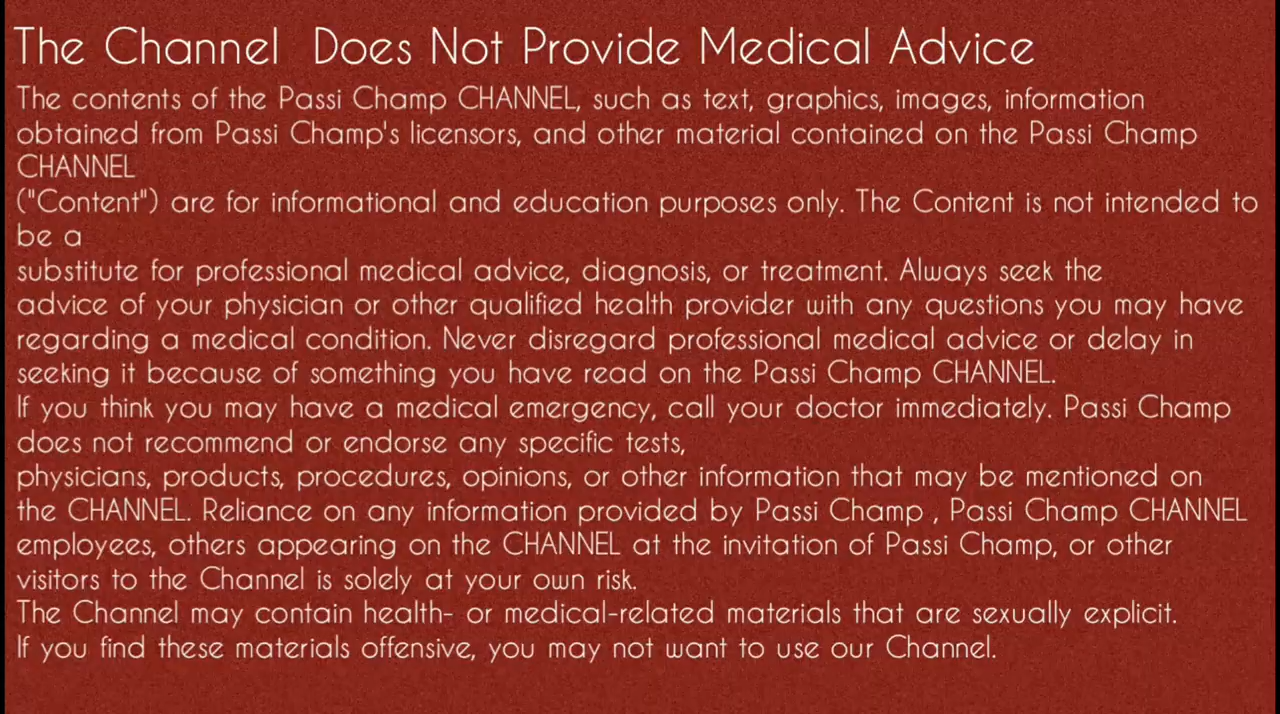 The Channel Does Not Provide Medical Advice
The contents of the Passi Champ CHANNEL, such as text, graphics, images, information
obtained from Passi Champ's licensors, and other material contained on the Passi Champ
CHANNEL
("Content") are for informational and education purposes only. The Content is not intended to
be a
substitute for professional medical advice, diagnosis, or treatment. Always seek the
advice of your physician or other qualified health provider with any questions you may have
regarding a medical condition. Never disregard professional medical advice or delay in
seeking it because of something you have read on the Passi Champ CHANNEL.
If you think you may have a medical emergency, call your doctor immediately. Passi Champ
does not recommend or endorse any specific tests,
physicians, products, procedures, opinions, or other information that may be mentioned on
the CHANNEL. Reliance on any information provided by Passi Champ , Passi Champ CHANNEL
employees, others appearing on the CHANNEL at the invitation of Passi Champ, or other
visitors to the Channel is solely at your own risk.
The Channel may contain health- or medical-related materials that are sexually explicit.
If you find these materials offensive, you may not want to use our Channel.